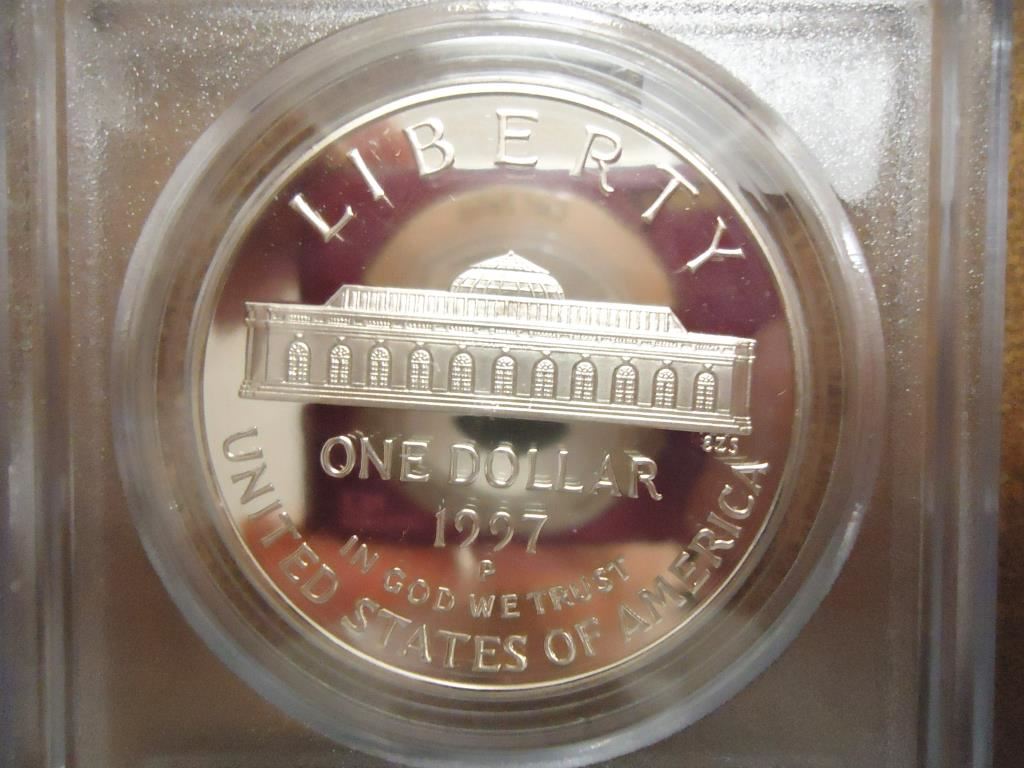 LIBERTY
ONE DOLLAR
1997
P
IN GOD WE TRUST
UNITED STATES OF AMERICA